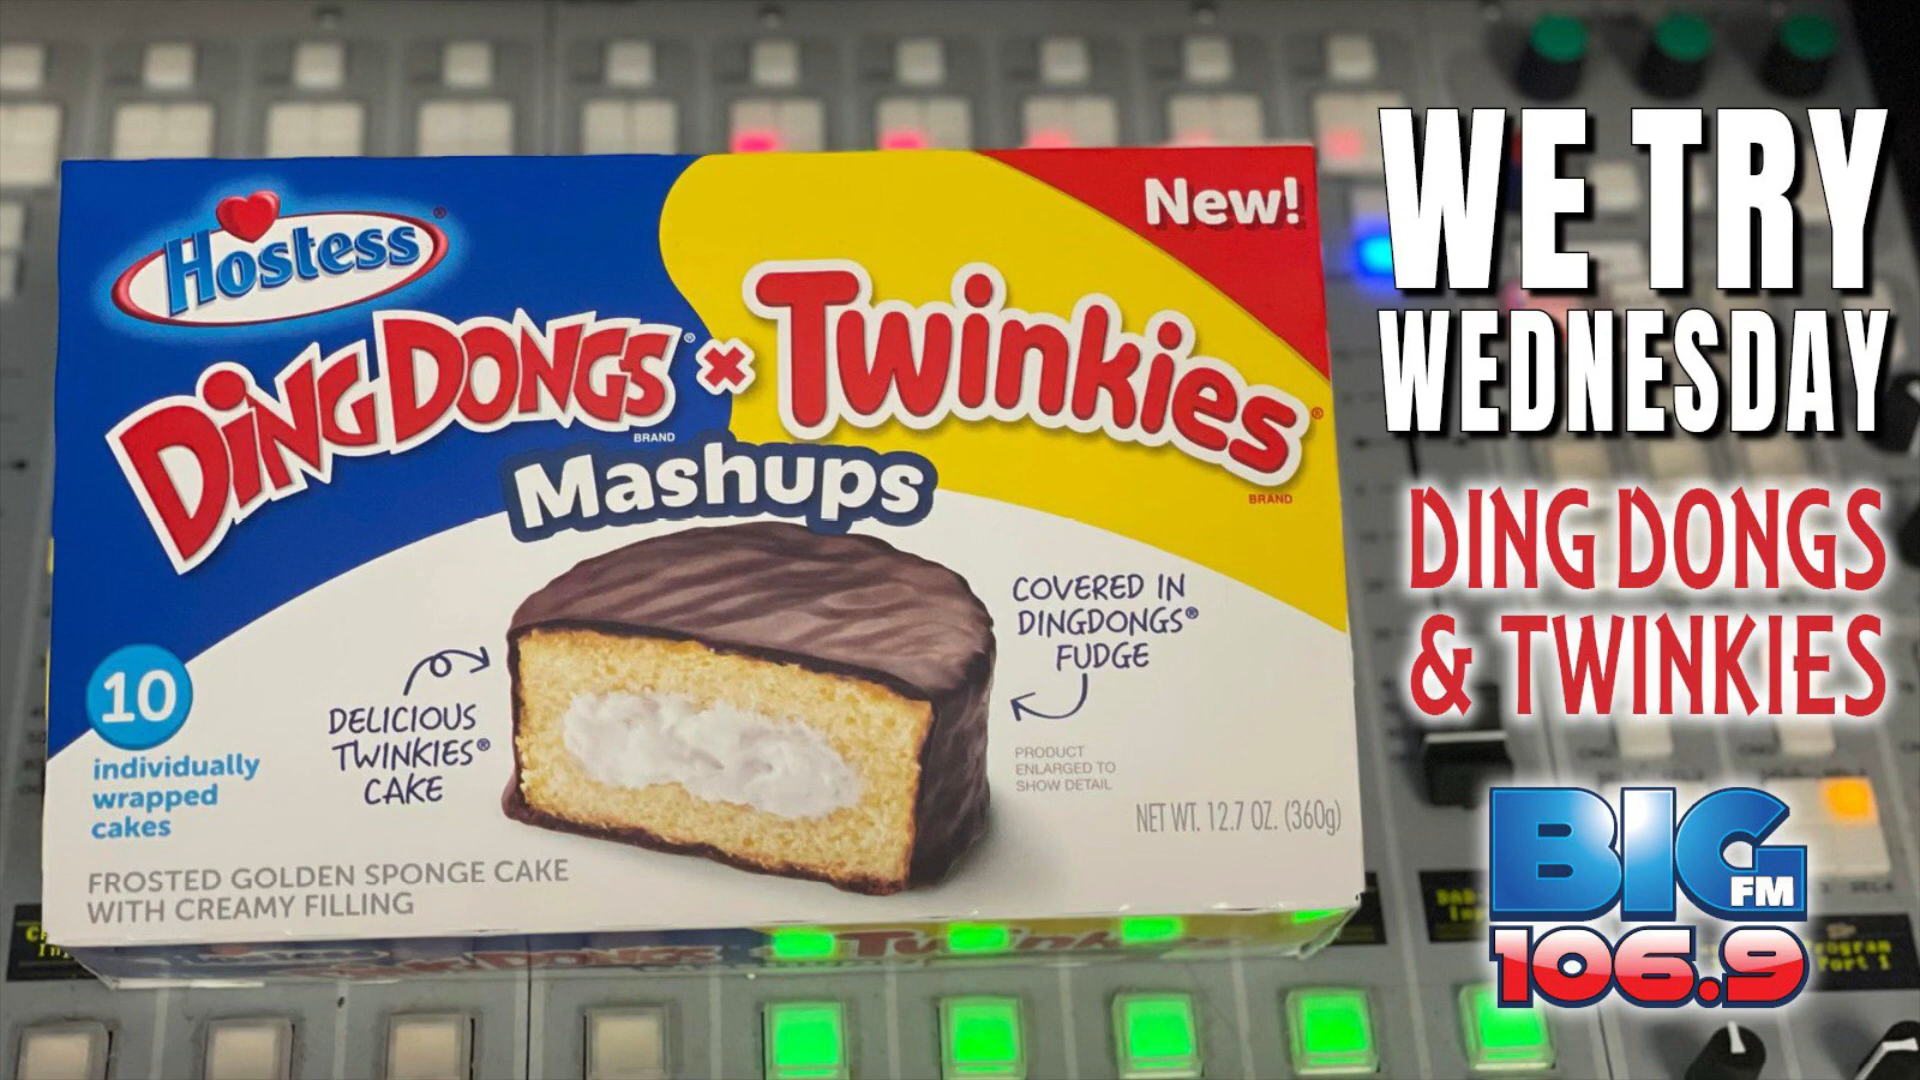 Hostess®
DiNG DONGS®
BRAND
×
Twinkies®
BRAND
Mashups
New!
COVERED IN
DINGDONGS®
FUDGE
DELICIOUS
TWINKIES®
CAKE
10
individually
wrapped
cakes
PRODUCT
ENLARGED TO
SHOW DETAIL
NET WT. 12.7 OZ. (360g)
FROSTED GOLDEN SPONGE CAKE
WITH CREAMY FILLING
WE TRY
WEDNESDAY
DING DONGS
& TWINKIES
BIG
FM
106.9